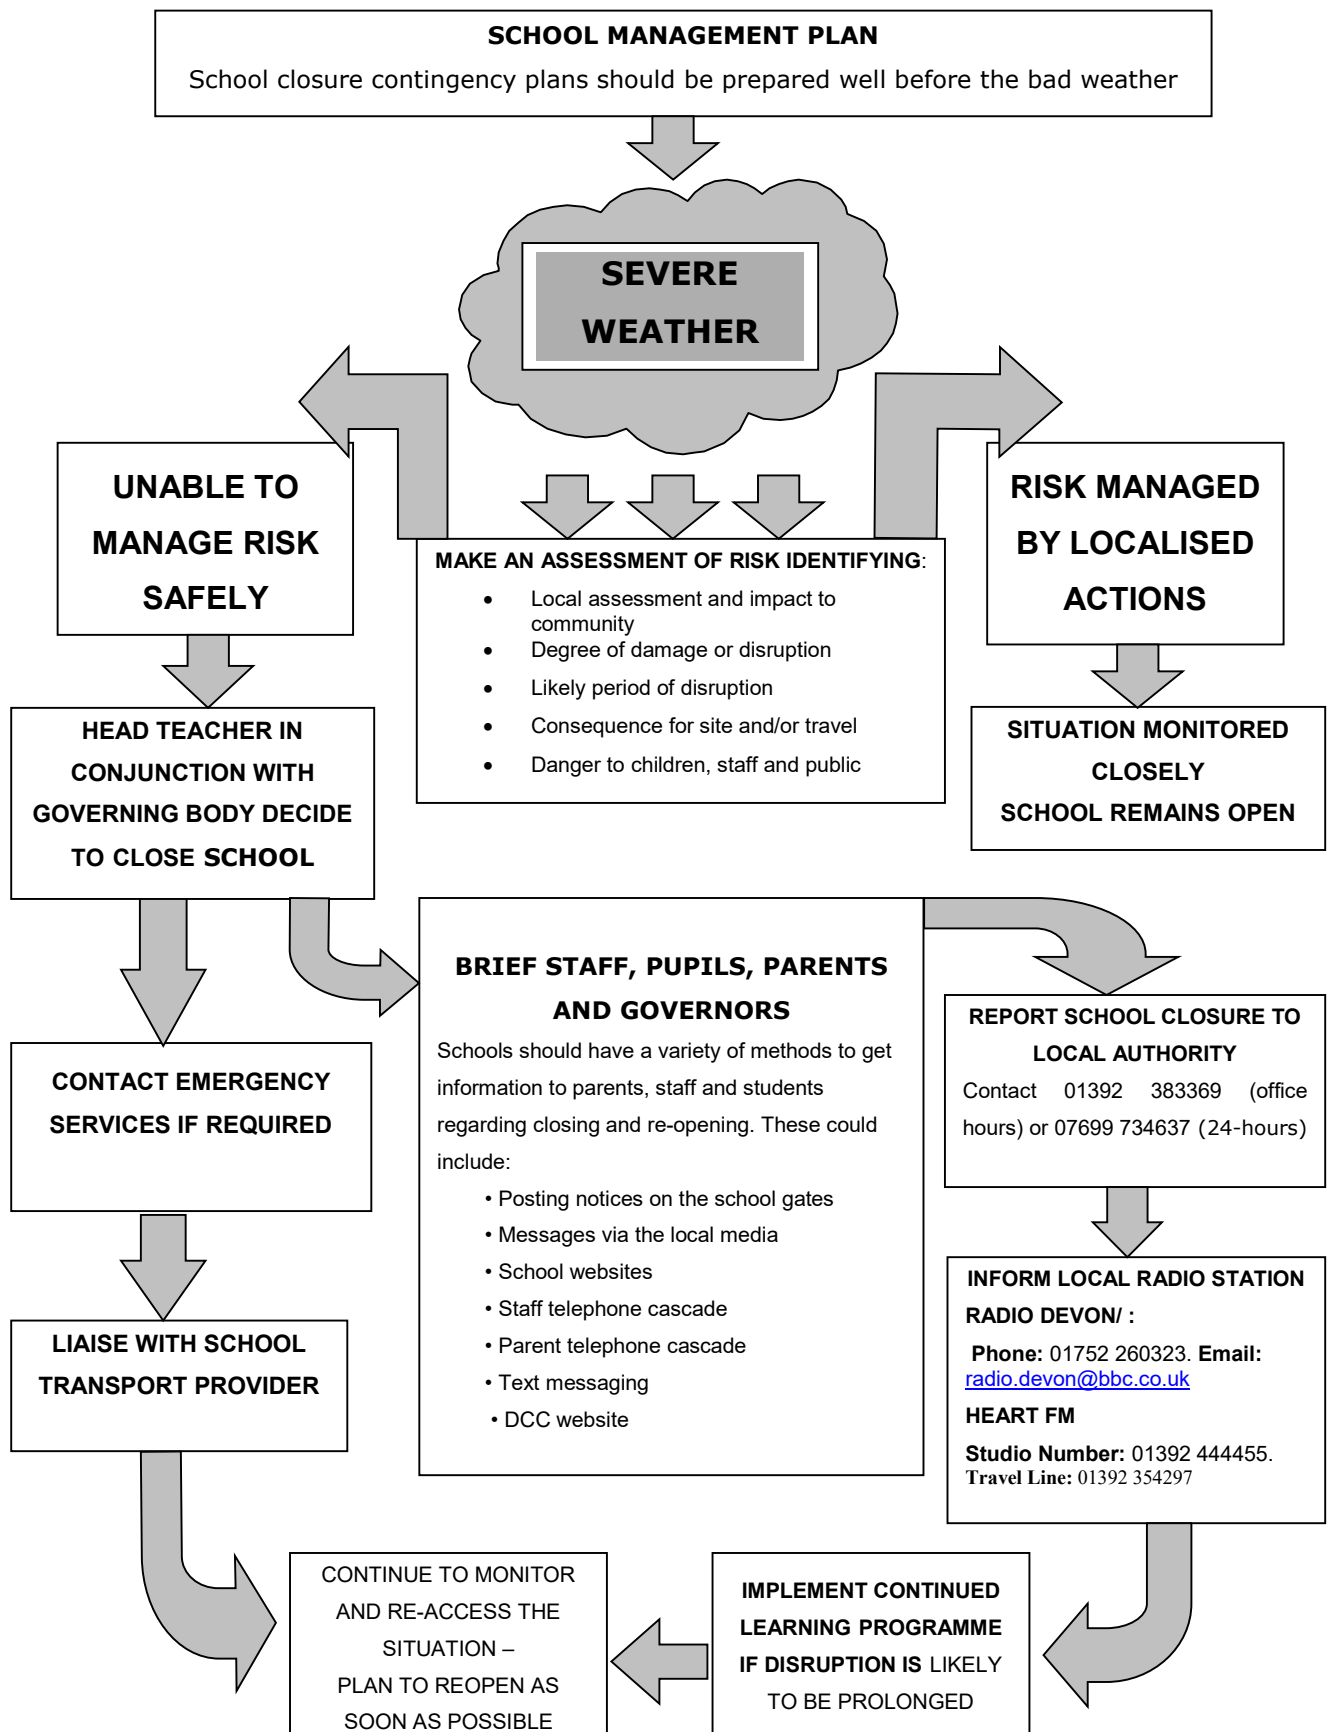 SCHOOL MANAGEMENT PLAN
School closure contingency plans should be prepared well before the bad weather
SEVERE
WEATHER
UNABLE TO
MANAGE RISK
SAFELY
MAKE AN ASSESSMENT OF RISK IDENTIFYING:
• Local assessment and impact to
community
• Degree of damage or disruption
• Likely period of disruption
• Consequence for site and/or travel
• Danger to children, staff and public
RISK MANAGED
BY LOCALISED
ACTIONS
HEAD TEACHER IN
CONJUNCTION WITH
GOVERNING BODY DECIDE
TO CLOSE SCHOOL
SITUATION MONITORED
CLOSELY
SCHOOL REMAINS OPEN
BRIEF STAFF, PUPILS, PARENTS
AND GOVERNORS
Schools should have a variety of methods to get
information to parents, staff and students
regarding closing and re-opening. These could
include:
• Posting notices on the school gates
• Messages via the local media
• School websites
• Staff telephone cascade
• Parent telephone cascade
• Text messaging
• DCC website
REPORT SCHOOL CLOSURE TO
LOCAL AUTHORITY
Contact 01392 383369 (office
hours) or 07699 734637 (24-hours)
CONTACT EMERGENCY
SERVICES IF REQUIRED
INFORM LOCAL RADIO STATION
RADIO DEVON/ :
Phone: 01752 260323. Email:
radio.devon@bbc.co.uk
HEART FM
Studio Number: 01392 444455.
Travel Line: 01392 354297
LIAISE WITH SCHOOL
TRANSPORT PROVIDER
CONTINUE TO MONITOR
AND RE-ACCESS THE
SITUATION –
PLAN TO REOPEN AS
SOON AS POSSIBLE
IMPLEMENT CONTINUED
LEARNING PROGRAMME
IF DISRUPTION IS LIKELY
TO BE PROLONGED